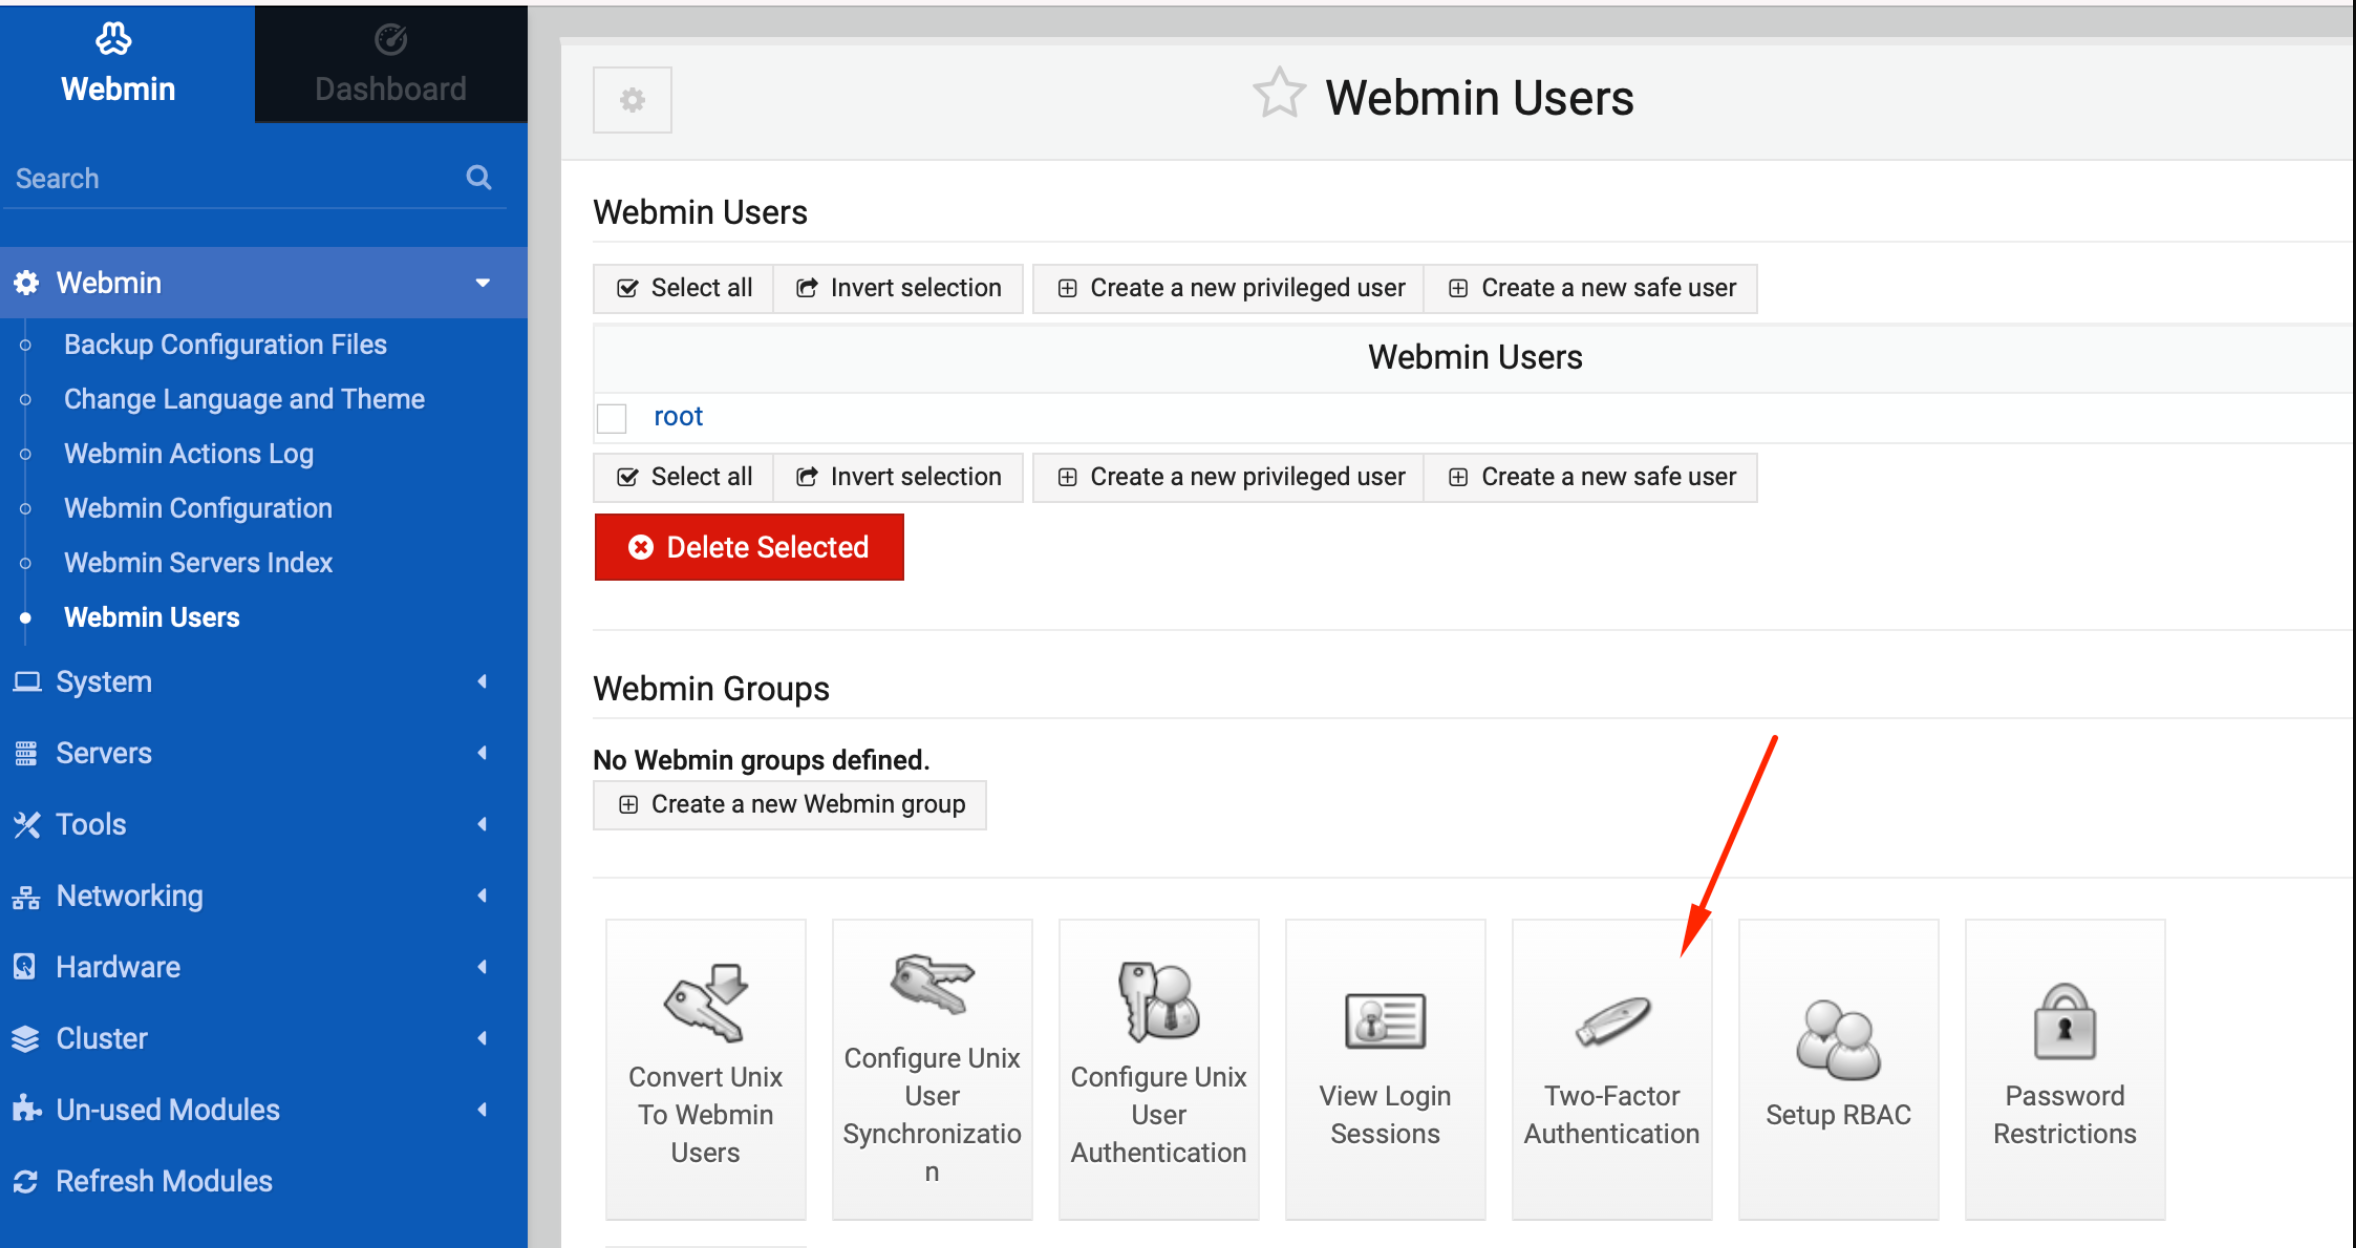 Webmin
Dashboard
Search
Webmin
Backup Configuration Files
Change Language and Theme
Webmin Actions Log
Webmin Configuration
Webmin Servers Index
Webmin Users
System
Servers
Tools
Networking
Hardware
Cluster
Un-used Modules
Refresh Modules
Webmin Users
Webmin Users
Select all
Invert selection
Create a new privileged user
Create a new safe user
Webmin Users
root
Select all
Invert selection
Create a new privileged user
Create a new safe user
Delete Selected
Webmin Groups
No Webmin groups defined.
Create a new Webmin group
Convert Unix
To Webmin
Users
Configure Unix
User
Synchronizatio
n
Configure Unix
User
Authentication
View Login
Sessions
Two-Factor
Authentication
Setup RBAC
Password
Restrictions